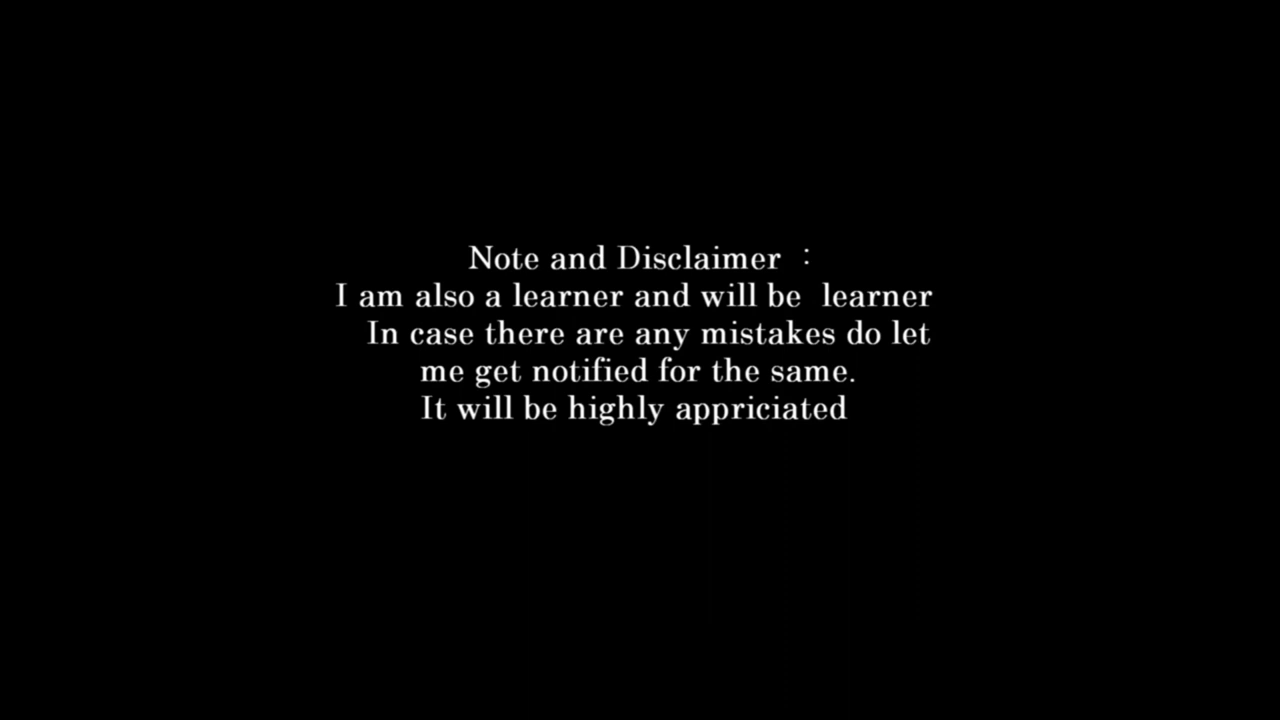 Note and Disclaimer :
I am also a learner and will be learner
In case there are any mistakes do let
me get notified for the same.
It will be highly appriciated